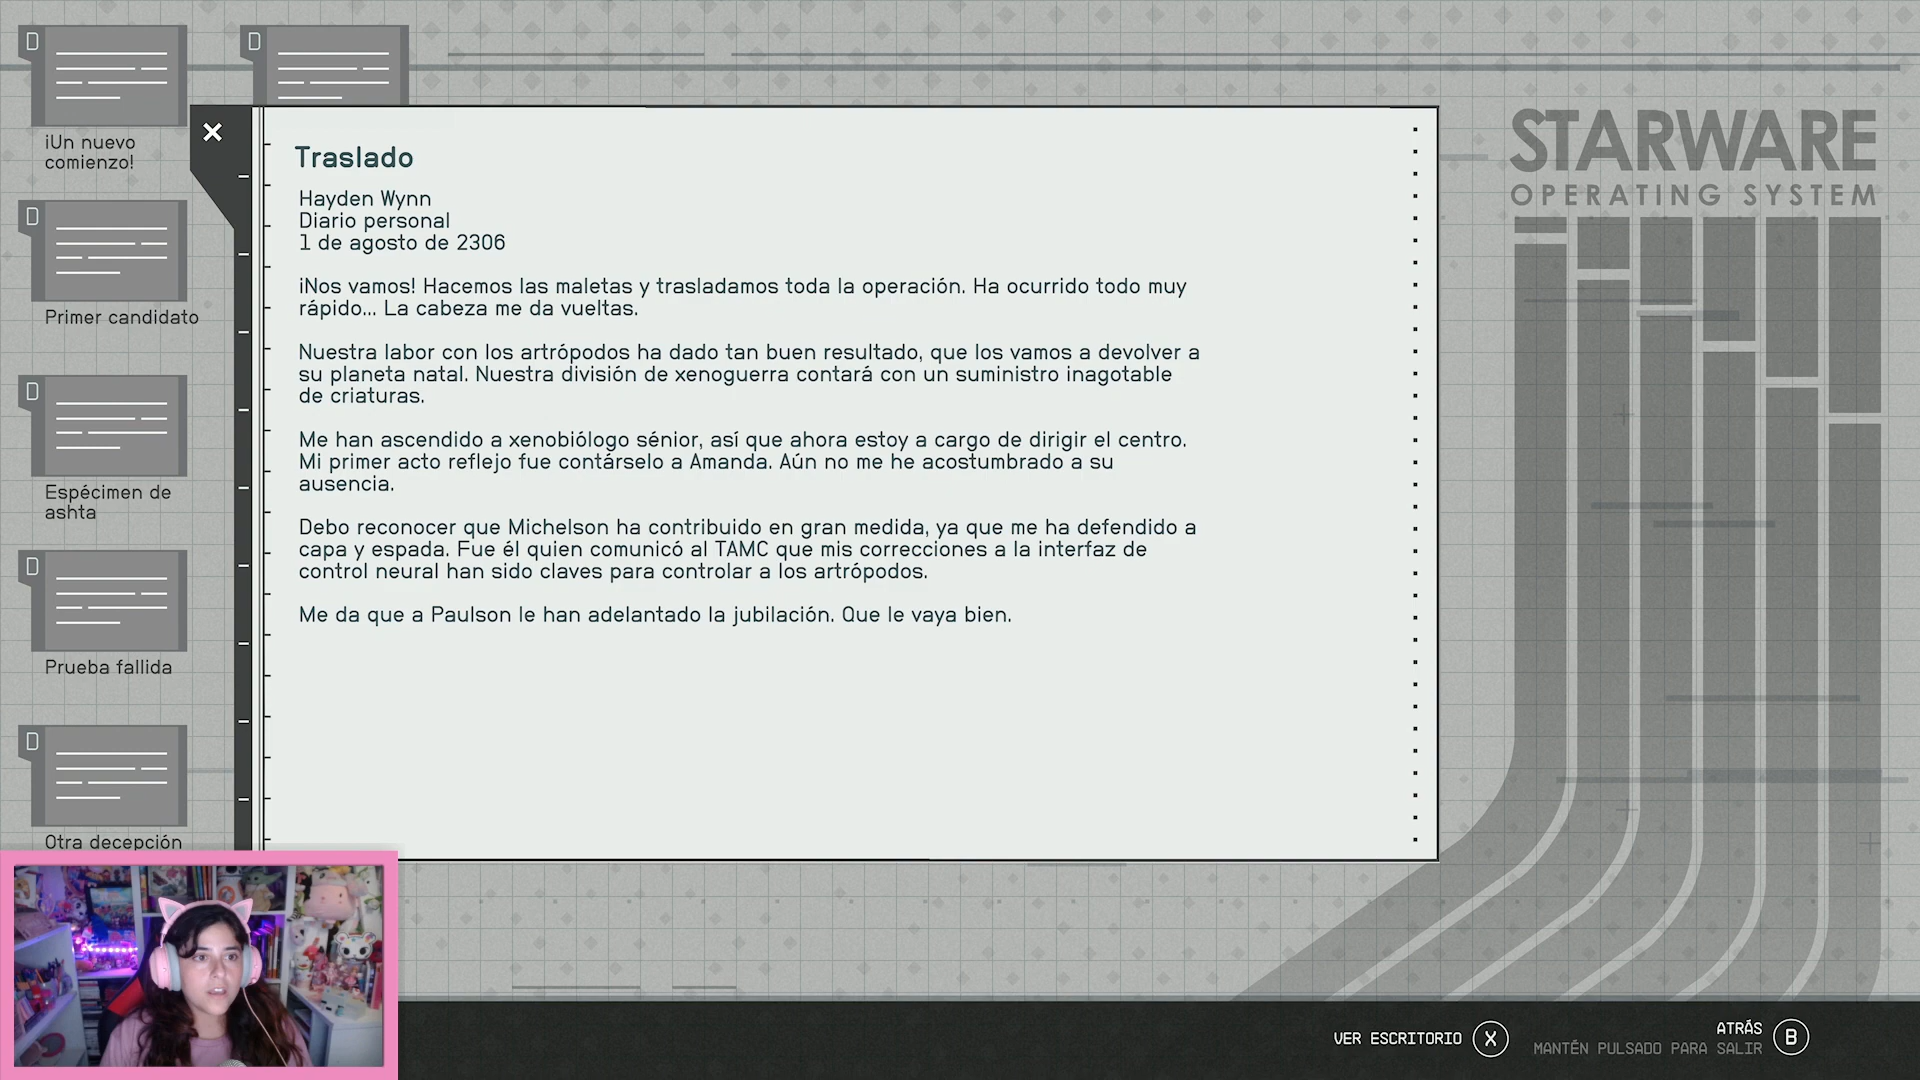 D
D
¡Un nuevo
comienzo!
D
Primer candidato
D
Espécimen de
ashta
D
Prueba fallida
D
Otra decepción
Traslado
Hayden Wynn
Diario personal
1 de agosto de 2306
¡Nos vamos! Hacemos las maletas y trasladamos toda la operación. Ha ocurrido todo muy
rápido... La cabeza me da vueltas.
Nuestra labor con los artrópodos ha dado tan buen resultado, que los vamos a devolver a
su planeta natal. Nuestra división de xenoguerra contará con un suministro inagotable
de criaturas.
Me han ascendido a xenobiólogo sénior, así que ahora estoy a cargo de dirigir el centro.
Mi primer acto reflejo fue contárselo a Amanda. Aún no me he acostumbrado a su
ausencia.
Debo reconocer que Michelson ha contribuido en gran medida, ya que me ha defendido a
capa y espada. Fue él quien comunicó al TAMC que mis correcciones a la interfaz de
control neural han sido claves para controlar a los artrópodos.
Me da que a Paulson le han adelantado la jubilación. Que le vaya bien.
STARWARE
OPERATING SYSTEM
VER ESCRITORIO X
ATRÁS B
MANTÉN PULSADO PARA SALIR